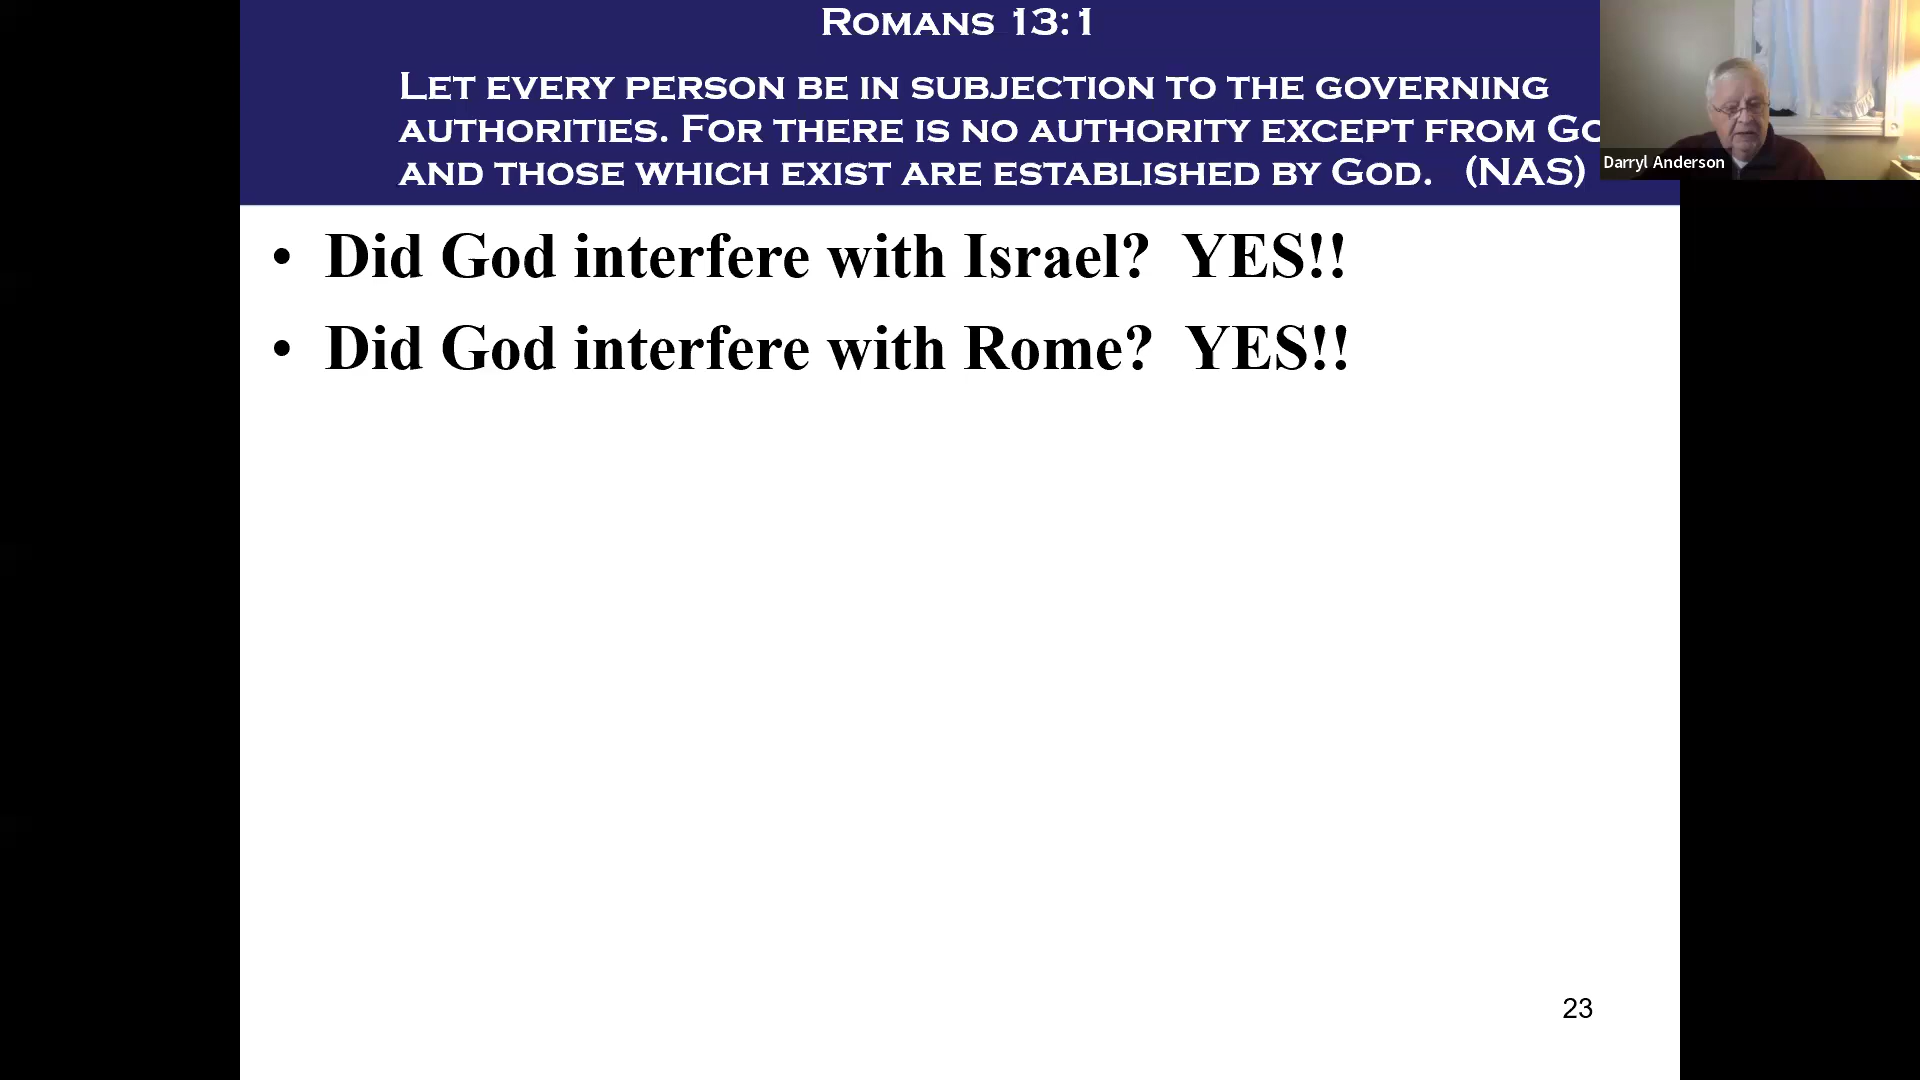 Romans 13:1
Let every person be in subjection to the governing
authorities. For there is no authority except from
and those which exist are established by God. (NAS)
Darryl Anderson
• Did God interfere with Israel? YES!!
• Did God interfere with Rome? YES!!
23